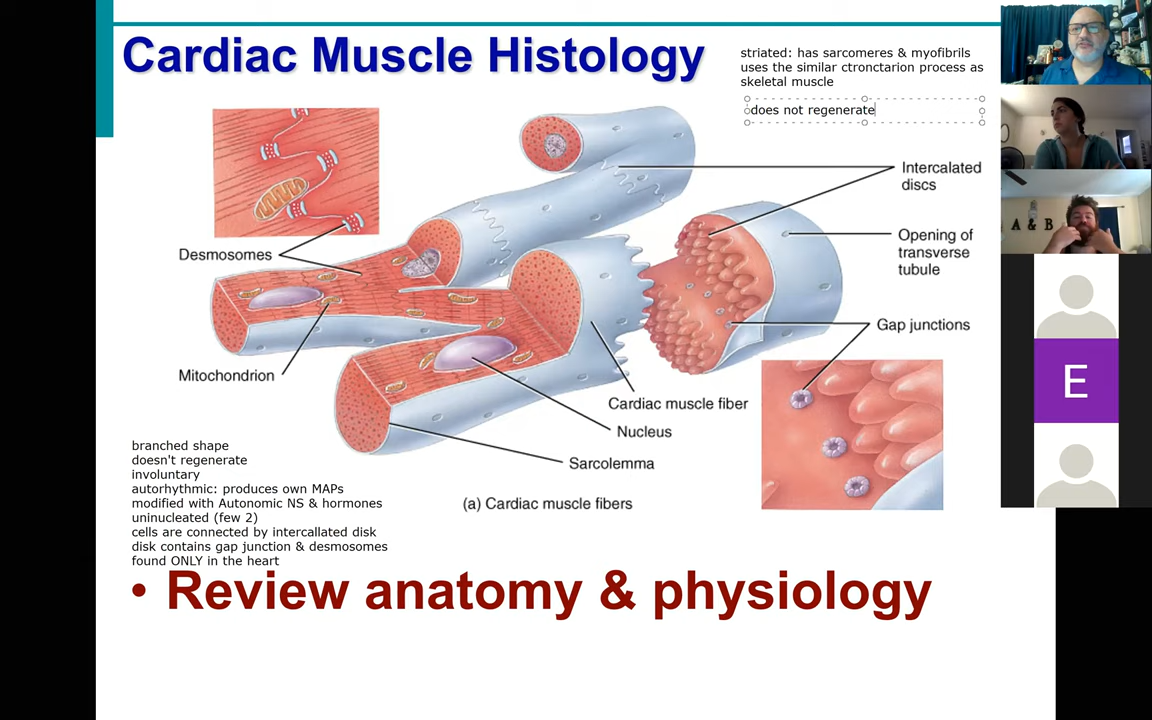 Cardiac Muscle Histology
striated: has sarcomeres & myofibrils
uses the similar ctronctarion process as
skeletal muscle
does not regenerate
Intercalated
discs
Opening of
transverse
tubule
Desmosomes
Gap junctions
Mitochondrion
Cardiac muscle fiber
Nucleus
Sarcolemma
branched shape
doesn't regenerate
involuntary
autorhythmic: produces own MAPs
modified with Autonomic NS & hormones
uninucleated (few 2)
cells are connected by intercallated disk
disk contains gap junction & desmosomes
found ONLY in the heart
(a) Cardiac muscle fibers
• Review anatomy & physiology
A & B
E